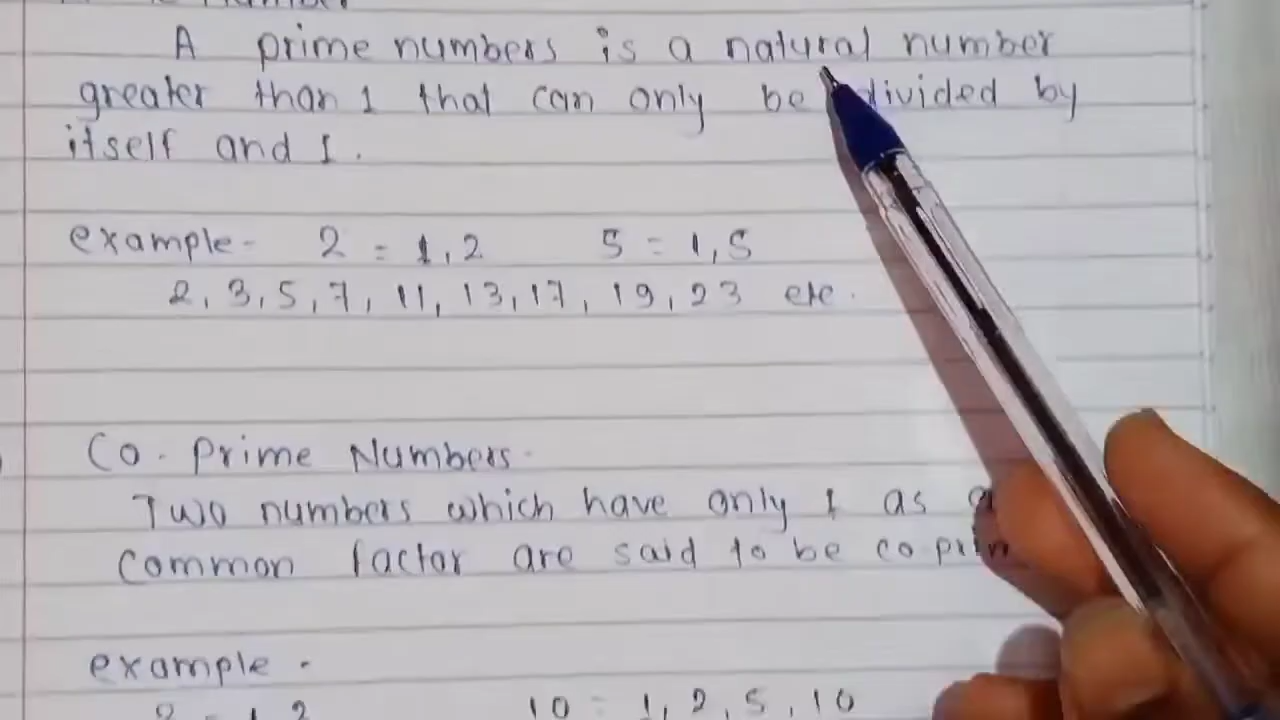 A prime numbers is a natural number
greater than 1 that can only be divided by
itself and 1.
example- 2 = 1,2 5 = 1,5
2, 3, 5, 7, 11, 13, 17, 19, 23 etc.
Co. Prime Numbers.
Two numbers which have only 1 as a
common factor are said to be co prim
example -
10 = 1, 2, 5, 10